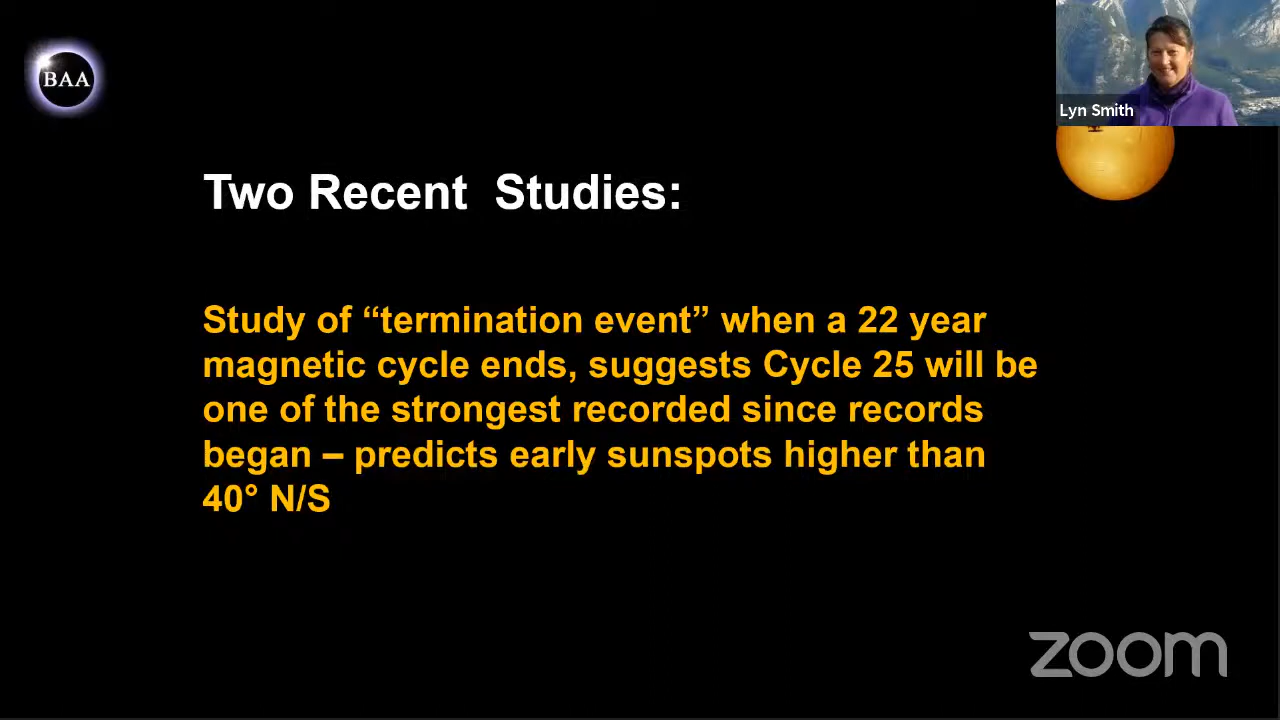 BAA
Lyn Smith
Two Recent Studies:
Study of “termination event” when a 22 year
magnetic cycle ends, suggests Cycle 25 will be
one of the strongest recorded since records
began – predicts early sunspots higher than
40° N/S
zoom